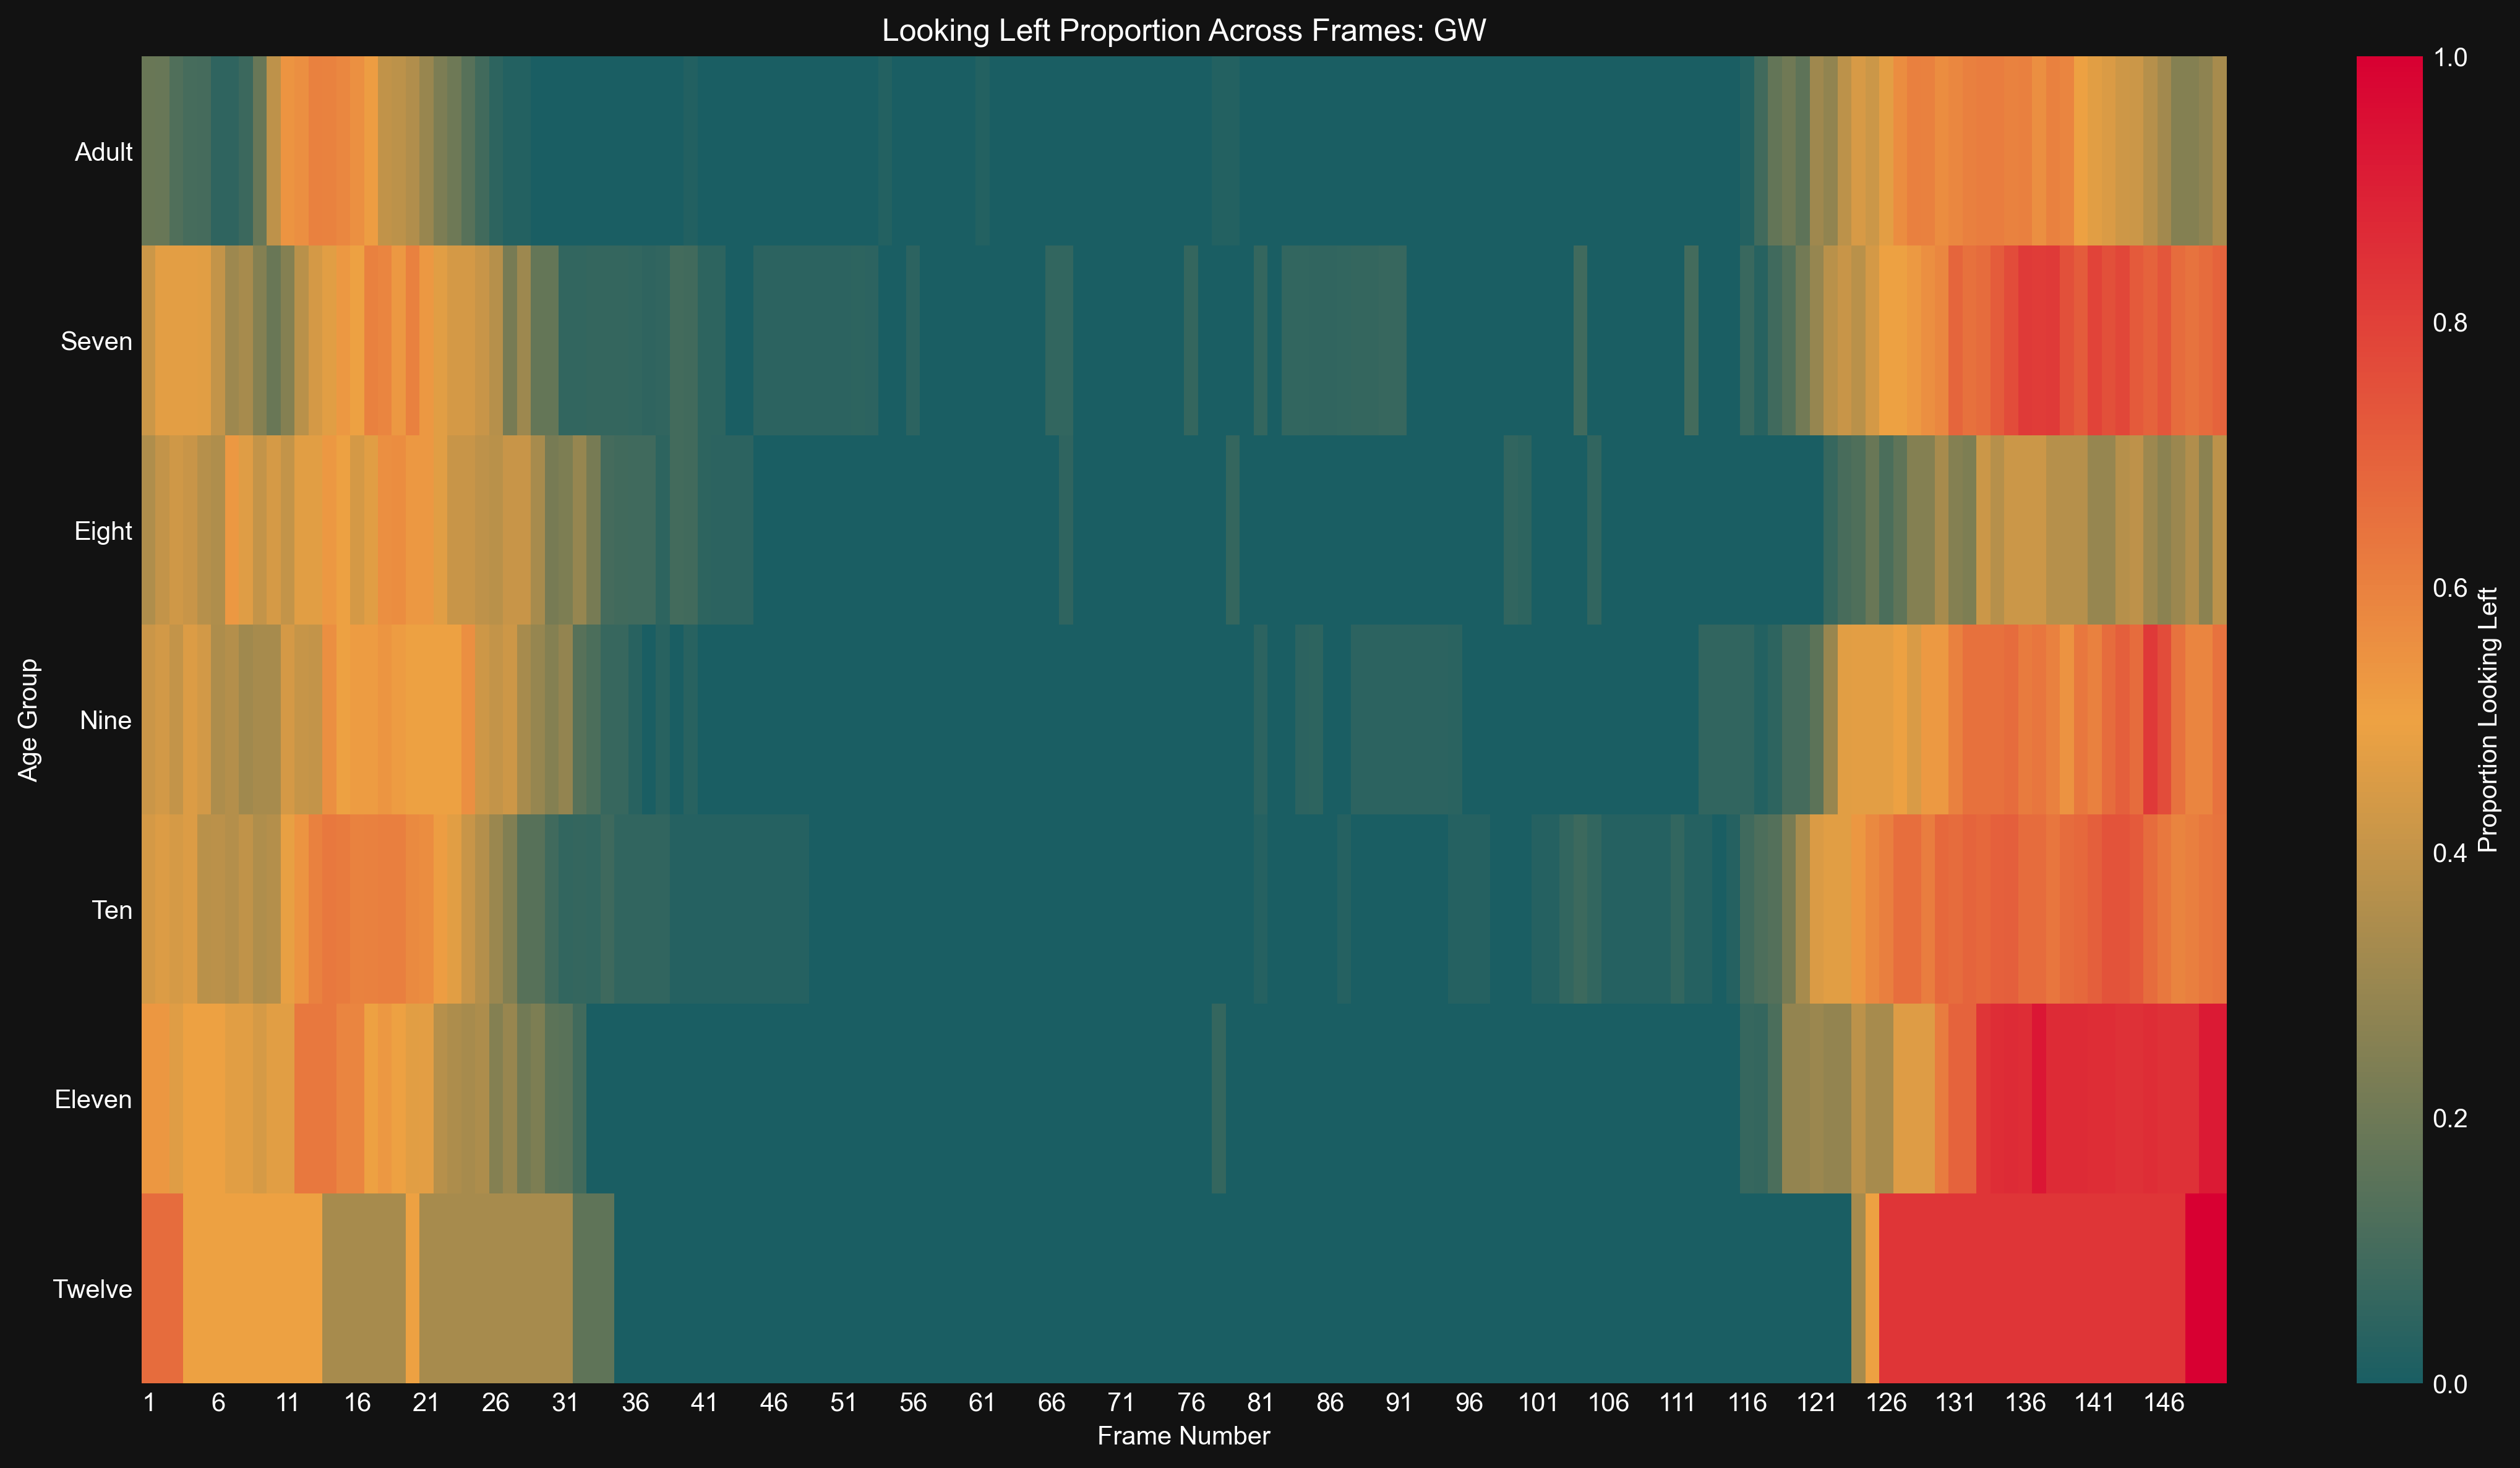 Looking Left Proportion Across Frames: GW
Age Group
Adult
Seven
Eight
Nine
Ten
Eleven
Twelve
1 6 11 16 21 26 31 36 41 46 51 56 61 66 71 76 81 86 91 96 101 106 111 116 121 126 131 136 141 146
Frame Number
1.0
0.8
0.6
0.4
0.2
0.0
Proportion Looking Left